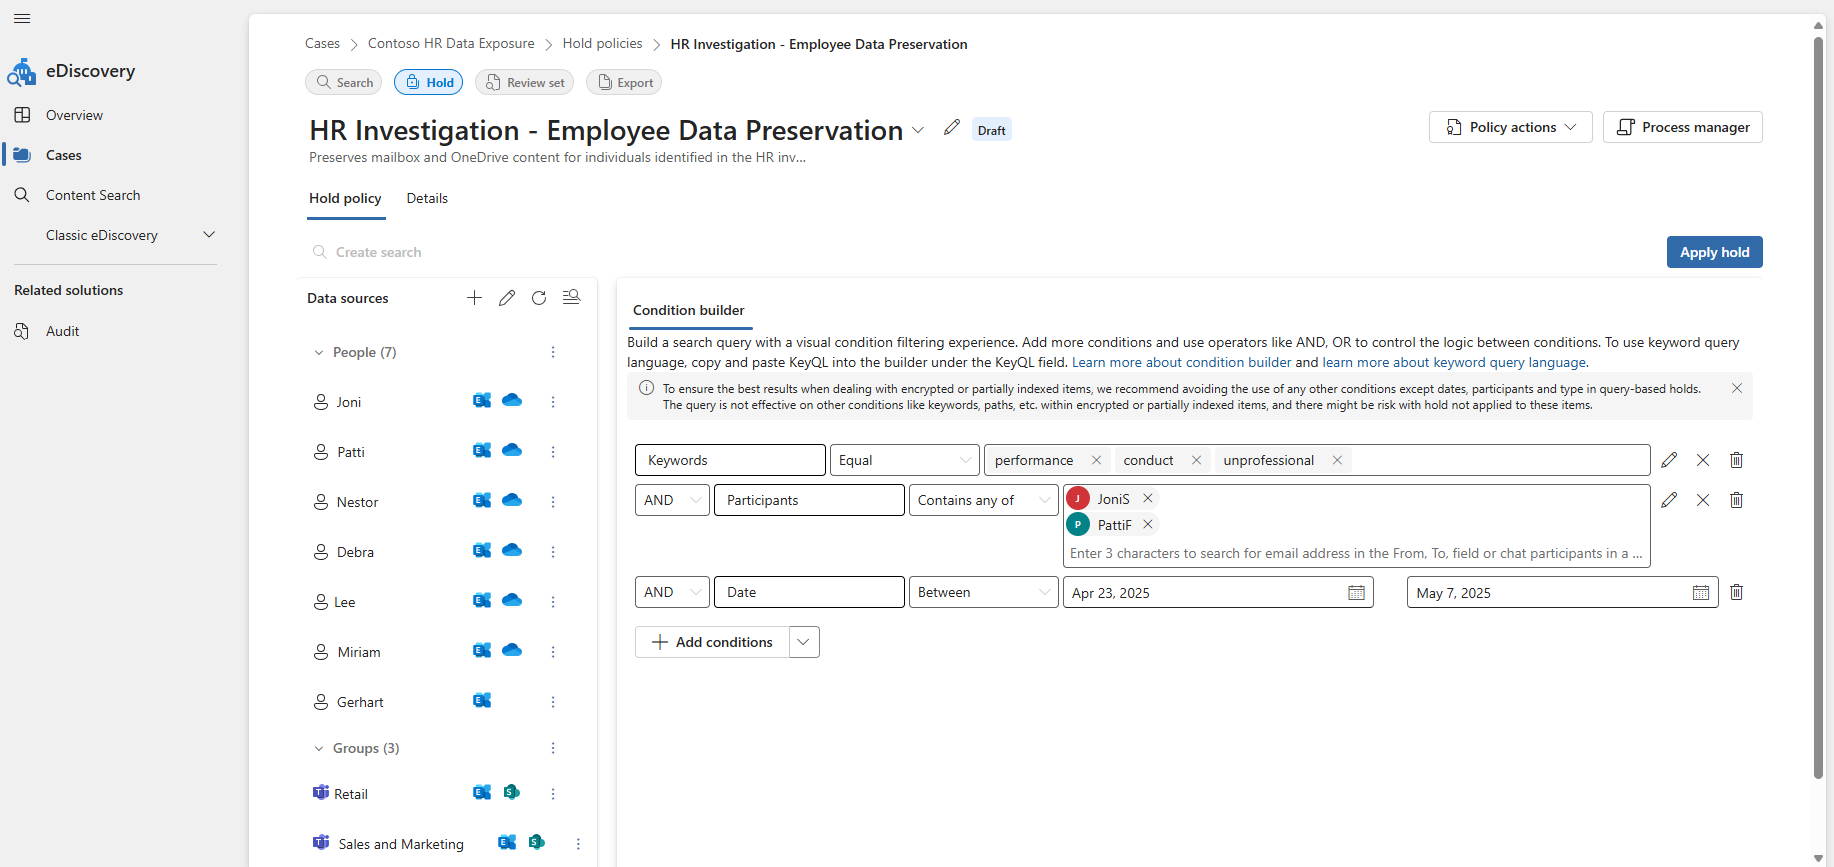 Cases > Contoso HR Data Exposure > Hold policies > HR Investigation - Employee Data Preservation
eDiscovery
Overview
Cases
Content Search
Classic eDiscovery
Related solutions
Audit
Search Hold Review set Export
HR Investigation - Employee Data Preservation Draft
Policy actions Process manager
Preserves mailbox and OneDrive content for individuals identified in the HR inv...
Hold policy Details
Create search
Apply hold
Data sources
People (7)
Joni
Patti
Nestor
Debra
Lee
Miriam
Gerhart
Groups (3)
Retail
Sales and Marketing
Condition builder
Build a search query with a visual condition filtering experience. Add more conditions and use operators like AND, OR to control the logic between conditions. To use keyword query
language, copy and paste KeyQL into the builder under the KeyQL field. Learn more about condition builder and learn more about keyword query language.
To ensure the best results when dealing with encrypted or partially indexed items, we recommend avoiding the use of any other conditions except dates, participants and type in query-based holds.
The query is not effective on other conditions like keywords, paths, etc. within encrypted or partially indexed items, and there might be risk with hold not applied to these items.
Keywords Equal performance conduct unprofessional
AND Participants Contains any of J JoniS
P PattiF
Enter 3 characters to search for email address in the From, To, field or chat participants in a ...
AND Date Between Apr 23, 2025 May 7, 2025
Add conditions